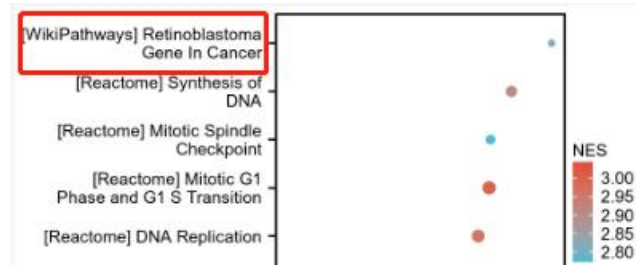 [WikiPathways] Retinoblastoma
Gene In Cancer
[Reactome] Synthesis of
DNA
[Reactome] Mitotic Spindle
Checkpoint
[Reactome] Mitotic G1
Phase and G1 S Transition
[Reactome] DNA Replication
NES
3.00
2.95
2.90
2.85
2.80